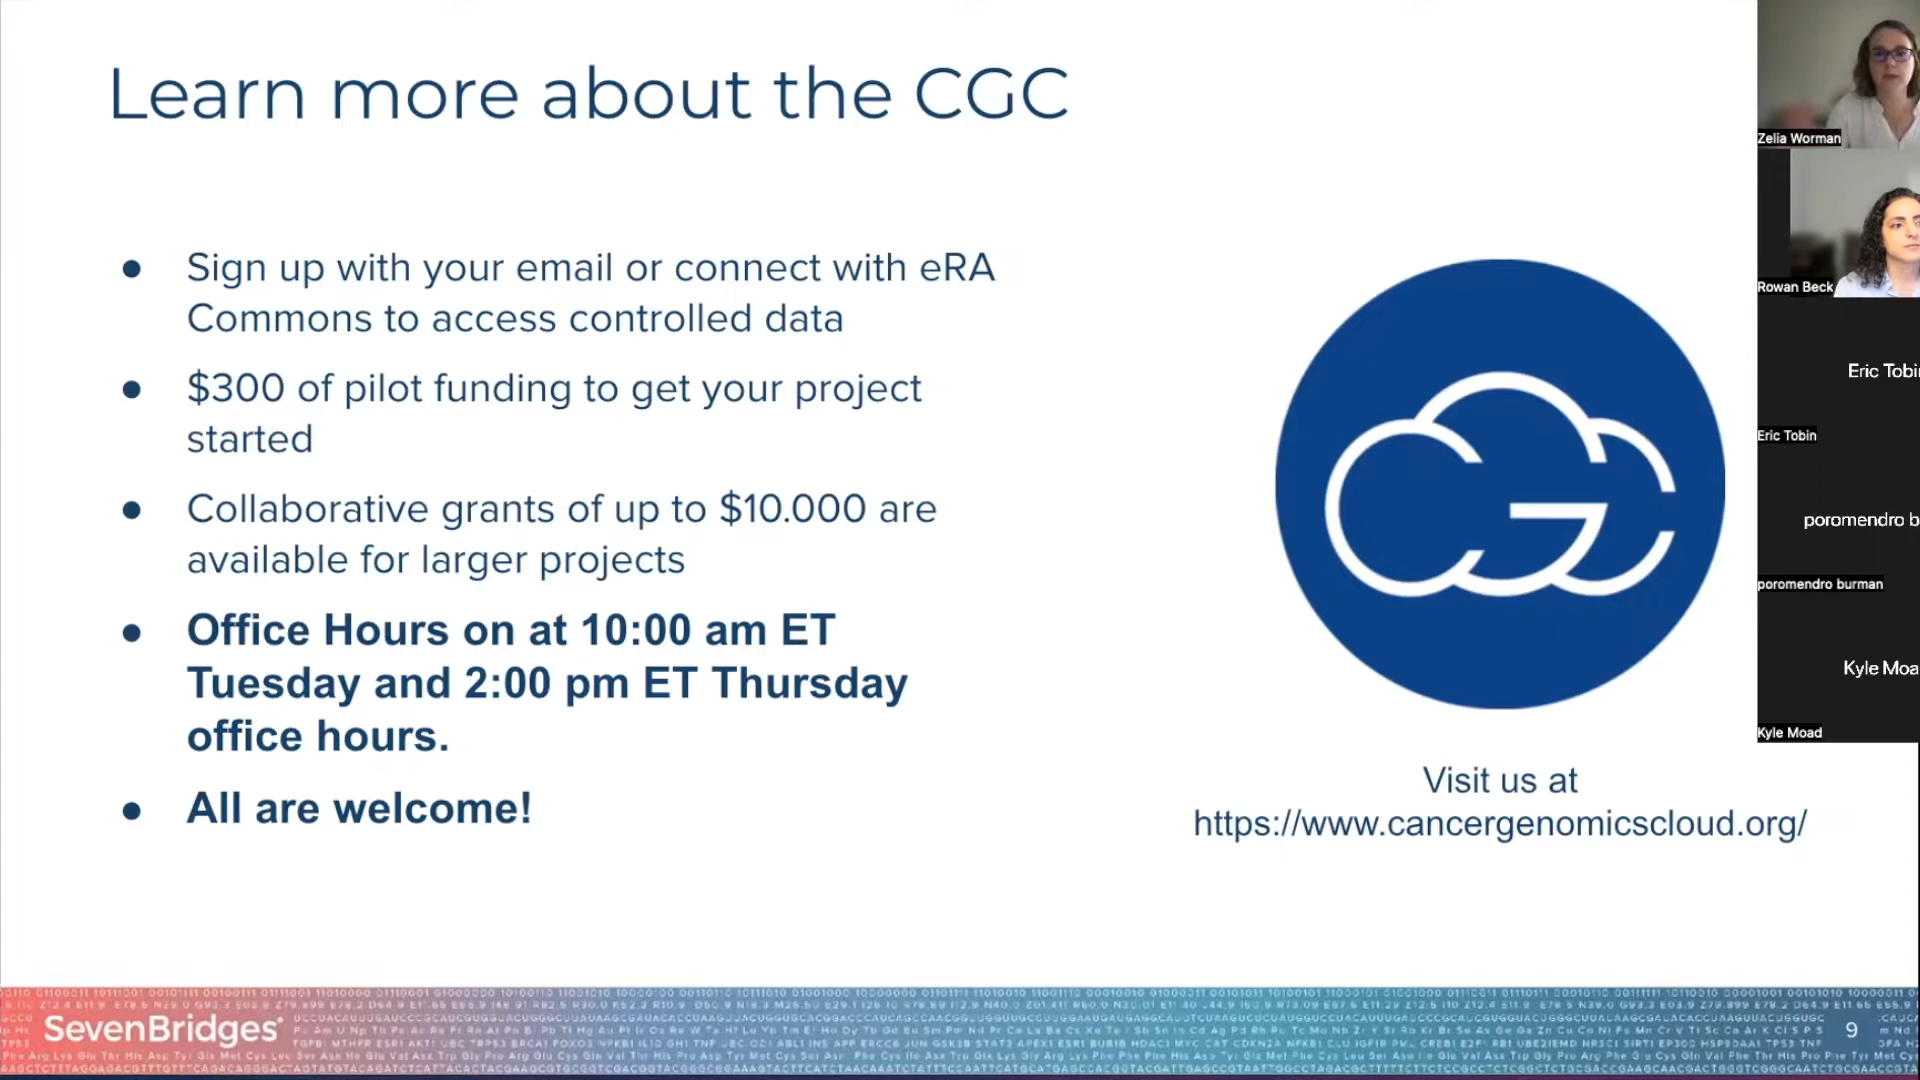 Learn more about the CGC
Sign up with your email or connect with eRA
Commons to access controlled data
$300 of pilot funding to get your project
started
Collaborative grants of up to $10.000 are
available for larger projects
Office Hours on at 10:00 am ET
Tuesday and 2:00 pm ET Thursday
office hours.
All are welcome!
CGC
Visit us at
https://www.cancergenomicscloud.org/
Zelia Worman
Rowan Beck
Eric Tobin
Eric Tobin
poromendro b
poromendro burman
Kyle Moa
Kyle Moad
SevenBridges
9